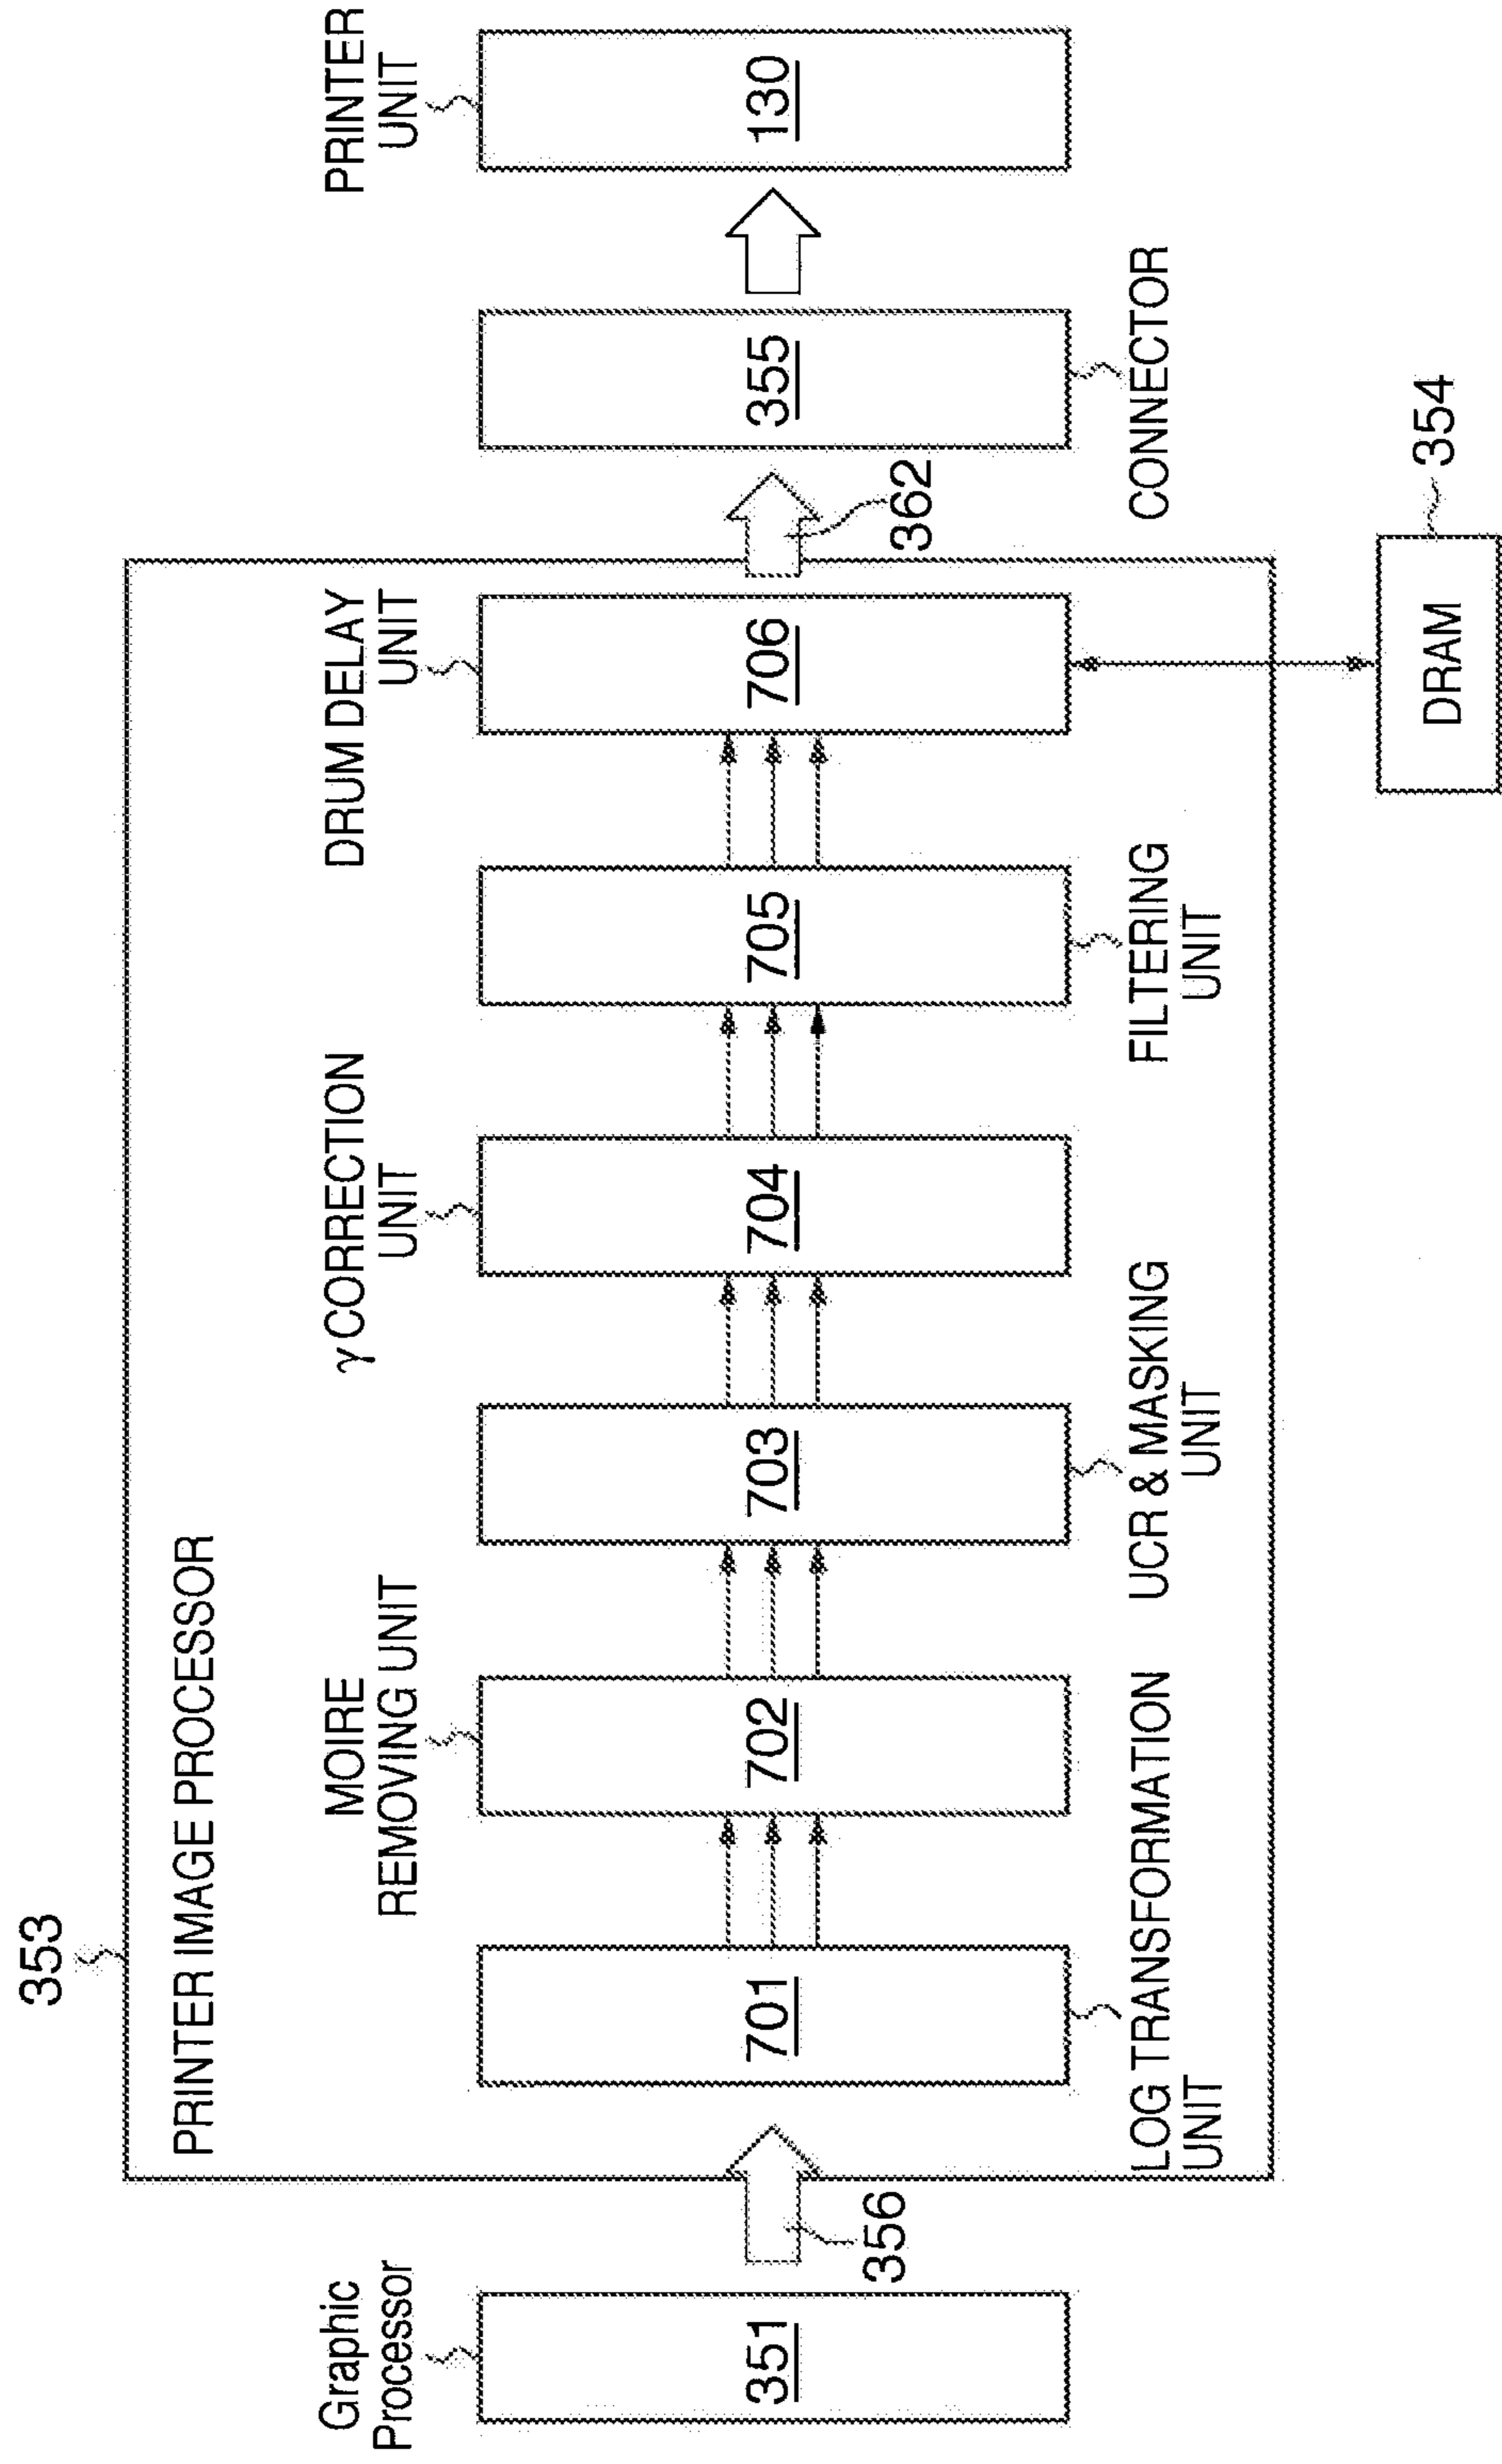 353
PRINTER IMAGE PROCESSOR
Graphic
Processor
351
356
LOG TRANSFORMATION
UNIT
701
MOIRE
REMOVING UNIT
702
UCR & MASKING
UNIT
703
γ CORRECTION
UNIT
704
FILTERING
UNIT
705
DRUM DELAY
UNIT
706
DRAM
354
362
CONNECTOR
355
PRINTER
UNIT
130